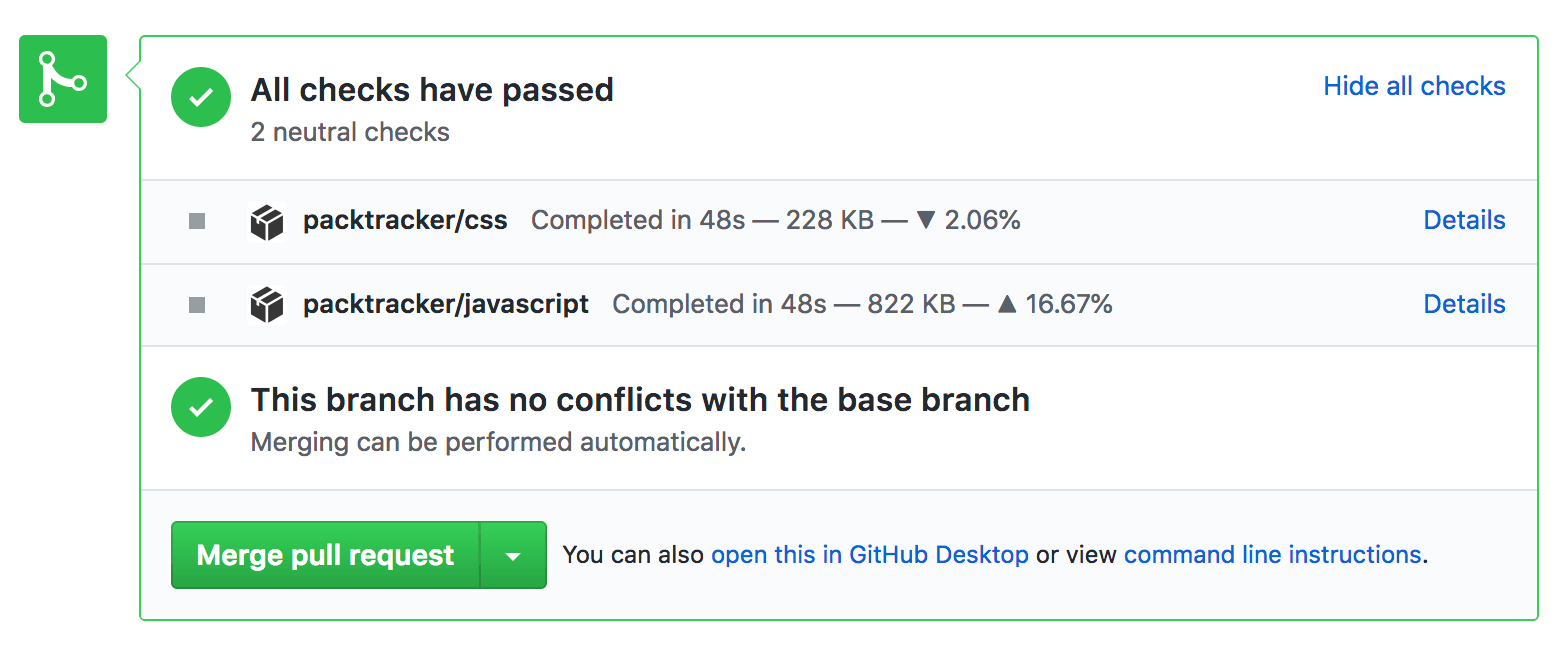 All checks have passed
Hide all checks
2 neutral checks
packtracker/css Completed in 48s — 228 KB — ▼ 2.06% Details
packtracker/javascript Completed in 48s — 822 KB — ▲ 16.67% Details
This branch has no conflicts with the base branch
Merging can be performed automatically.
Merge pull request You can also open this in GitHub Desktop or view command line instructions.